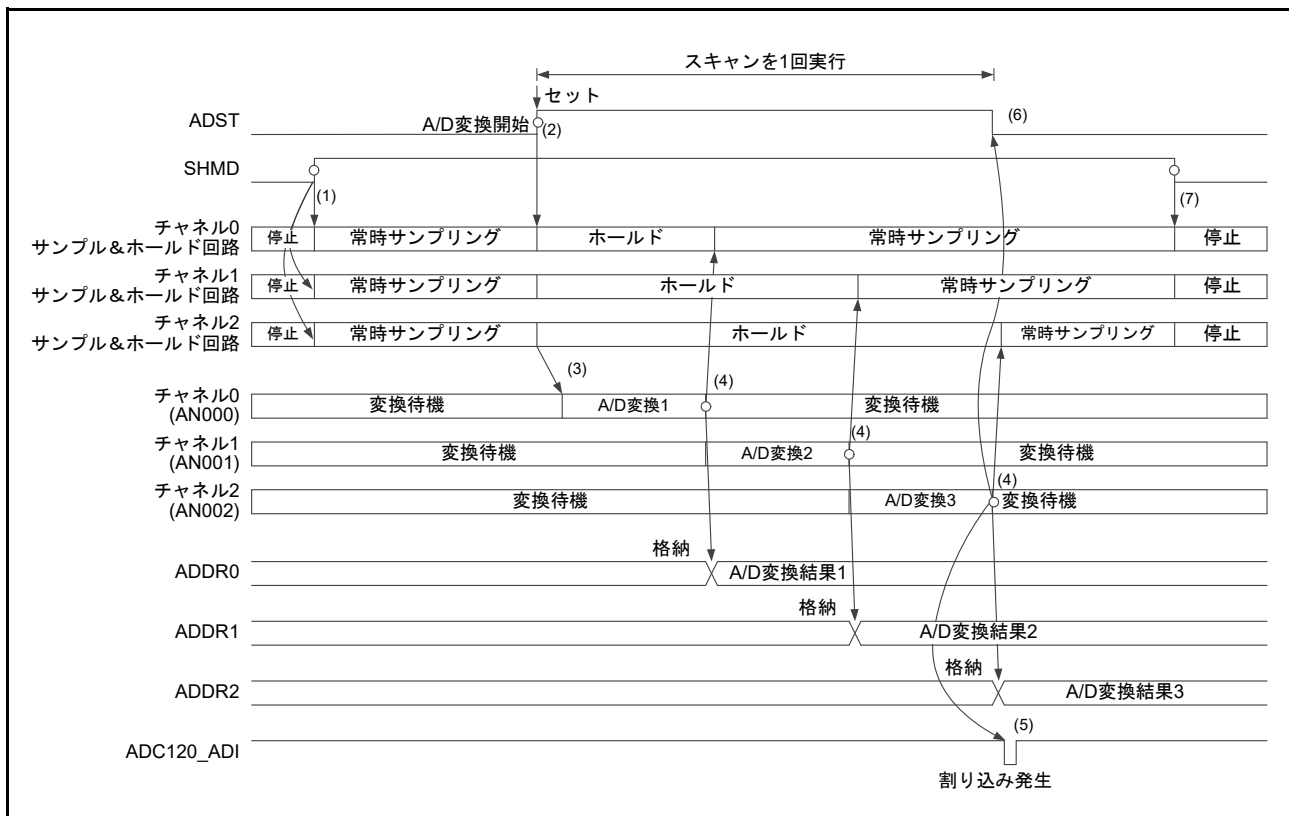 スキャンを1回実行
セット
ADST
A/D変換開始
(2)
(6)
SHMD
(1)
(7)
チャネル0
サンプル＆ホールド回路
停止
常時サンプリング
ホールド
常時サンプリング
停止
チャネル1
サンプル＆ホールド回路
停止
常時サンプリング
ホールド
常時サンプリング
停止
チャネル2
サンプル＆ホールド回路
停止
常時サンプリング
ホールド
常時サンプリング
停止
(3)
(4)
チャネル0
(AN000)
変換待機
A/D変換1
変換待機
(4)
チャネル1
(AN001)
変換待機
A/D変換2
変換待機
(4)
チャネル2
(AN002)
変換待機
A/D変換3
変換待機
格納
ADDR0
A/D変換結果1
格納
ADDR1
A/D変換結果2
格納
ADDR2
A/D変換結果3
(5)
ADC120_ADI
割り込み発生